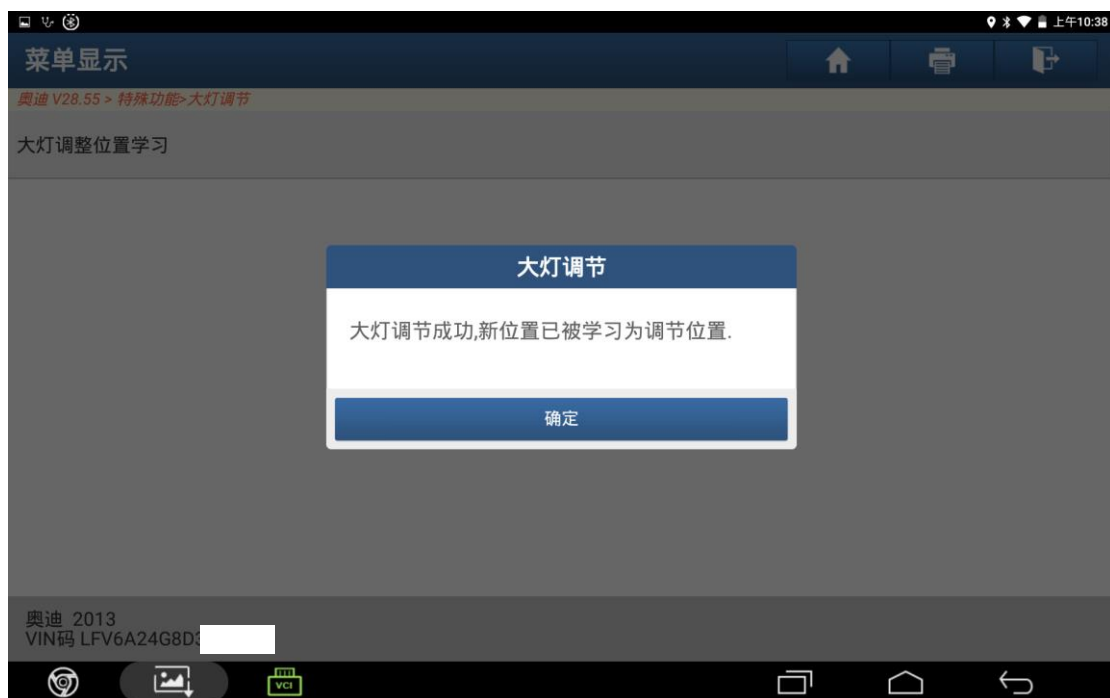 上午10:38
菜单显示
奥迪 V28.55 > 特殊功能>大灯调节
大灯调整位置学习
大灯调节
大灯调节成功,新位置已被学习为调节位置.
确定
奥迪 2013
VIN码 LFV6A24G8D3
VCI